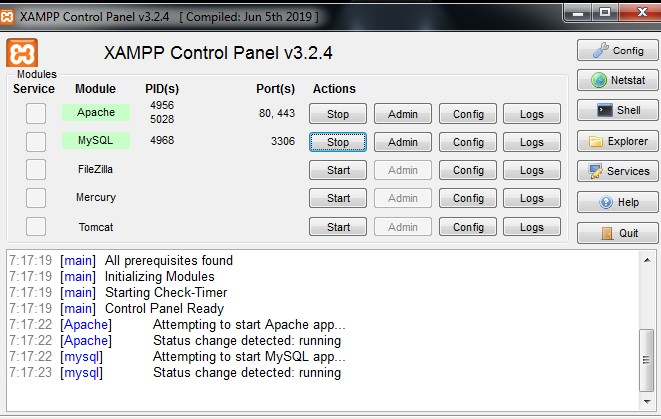 XAMPP Control Panel v3.2.4 [ Compiled: Jun 5th 2019 ]
XAMPP Control Panel v3.2.4
Config
Modules
Service Module PID(s) Port(s) Actions
Netstat
Apache 4956 5028 80, 443 Stop Admin Config Logs
Shell
MySQL 4968 3306 Stop Admin Config Logs
Explorer
FileZilla Start Admin Config Logs
Services
Mercury Start Admin Config Logs
Help
Tomcat Start Admin Config Logs
Quit
7:17:19 [main] All prerequisites found
7:17:19 [main] Initializing Modules
7:17:19 [main] Starting Check-Timer
7:17:19 [main] Control Panel Ready
7:17:22 [Apache] Attempting to start Apache app...
7:17:22 [Apache] Status change detected: running
7:17:22 [mysql] Attempting to start MySQL app...
7:17:23 [mysql] Status change detected: running